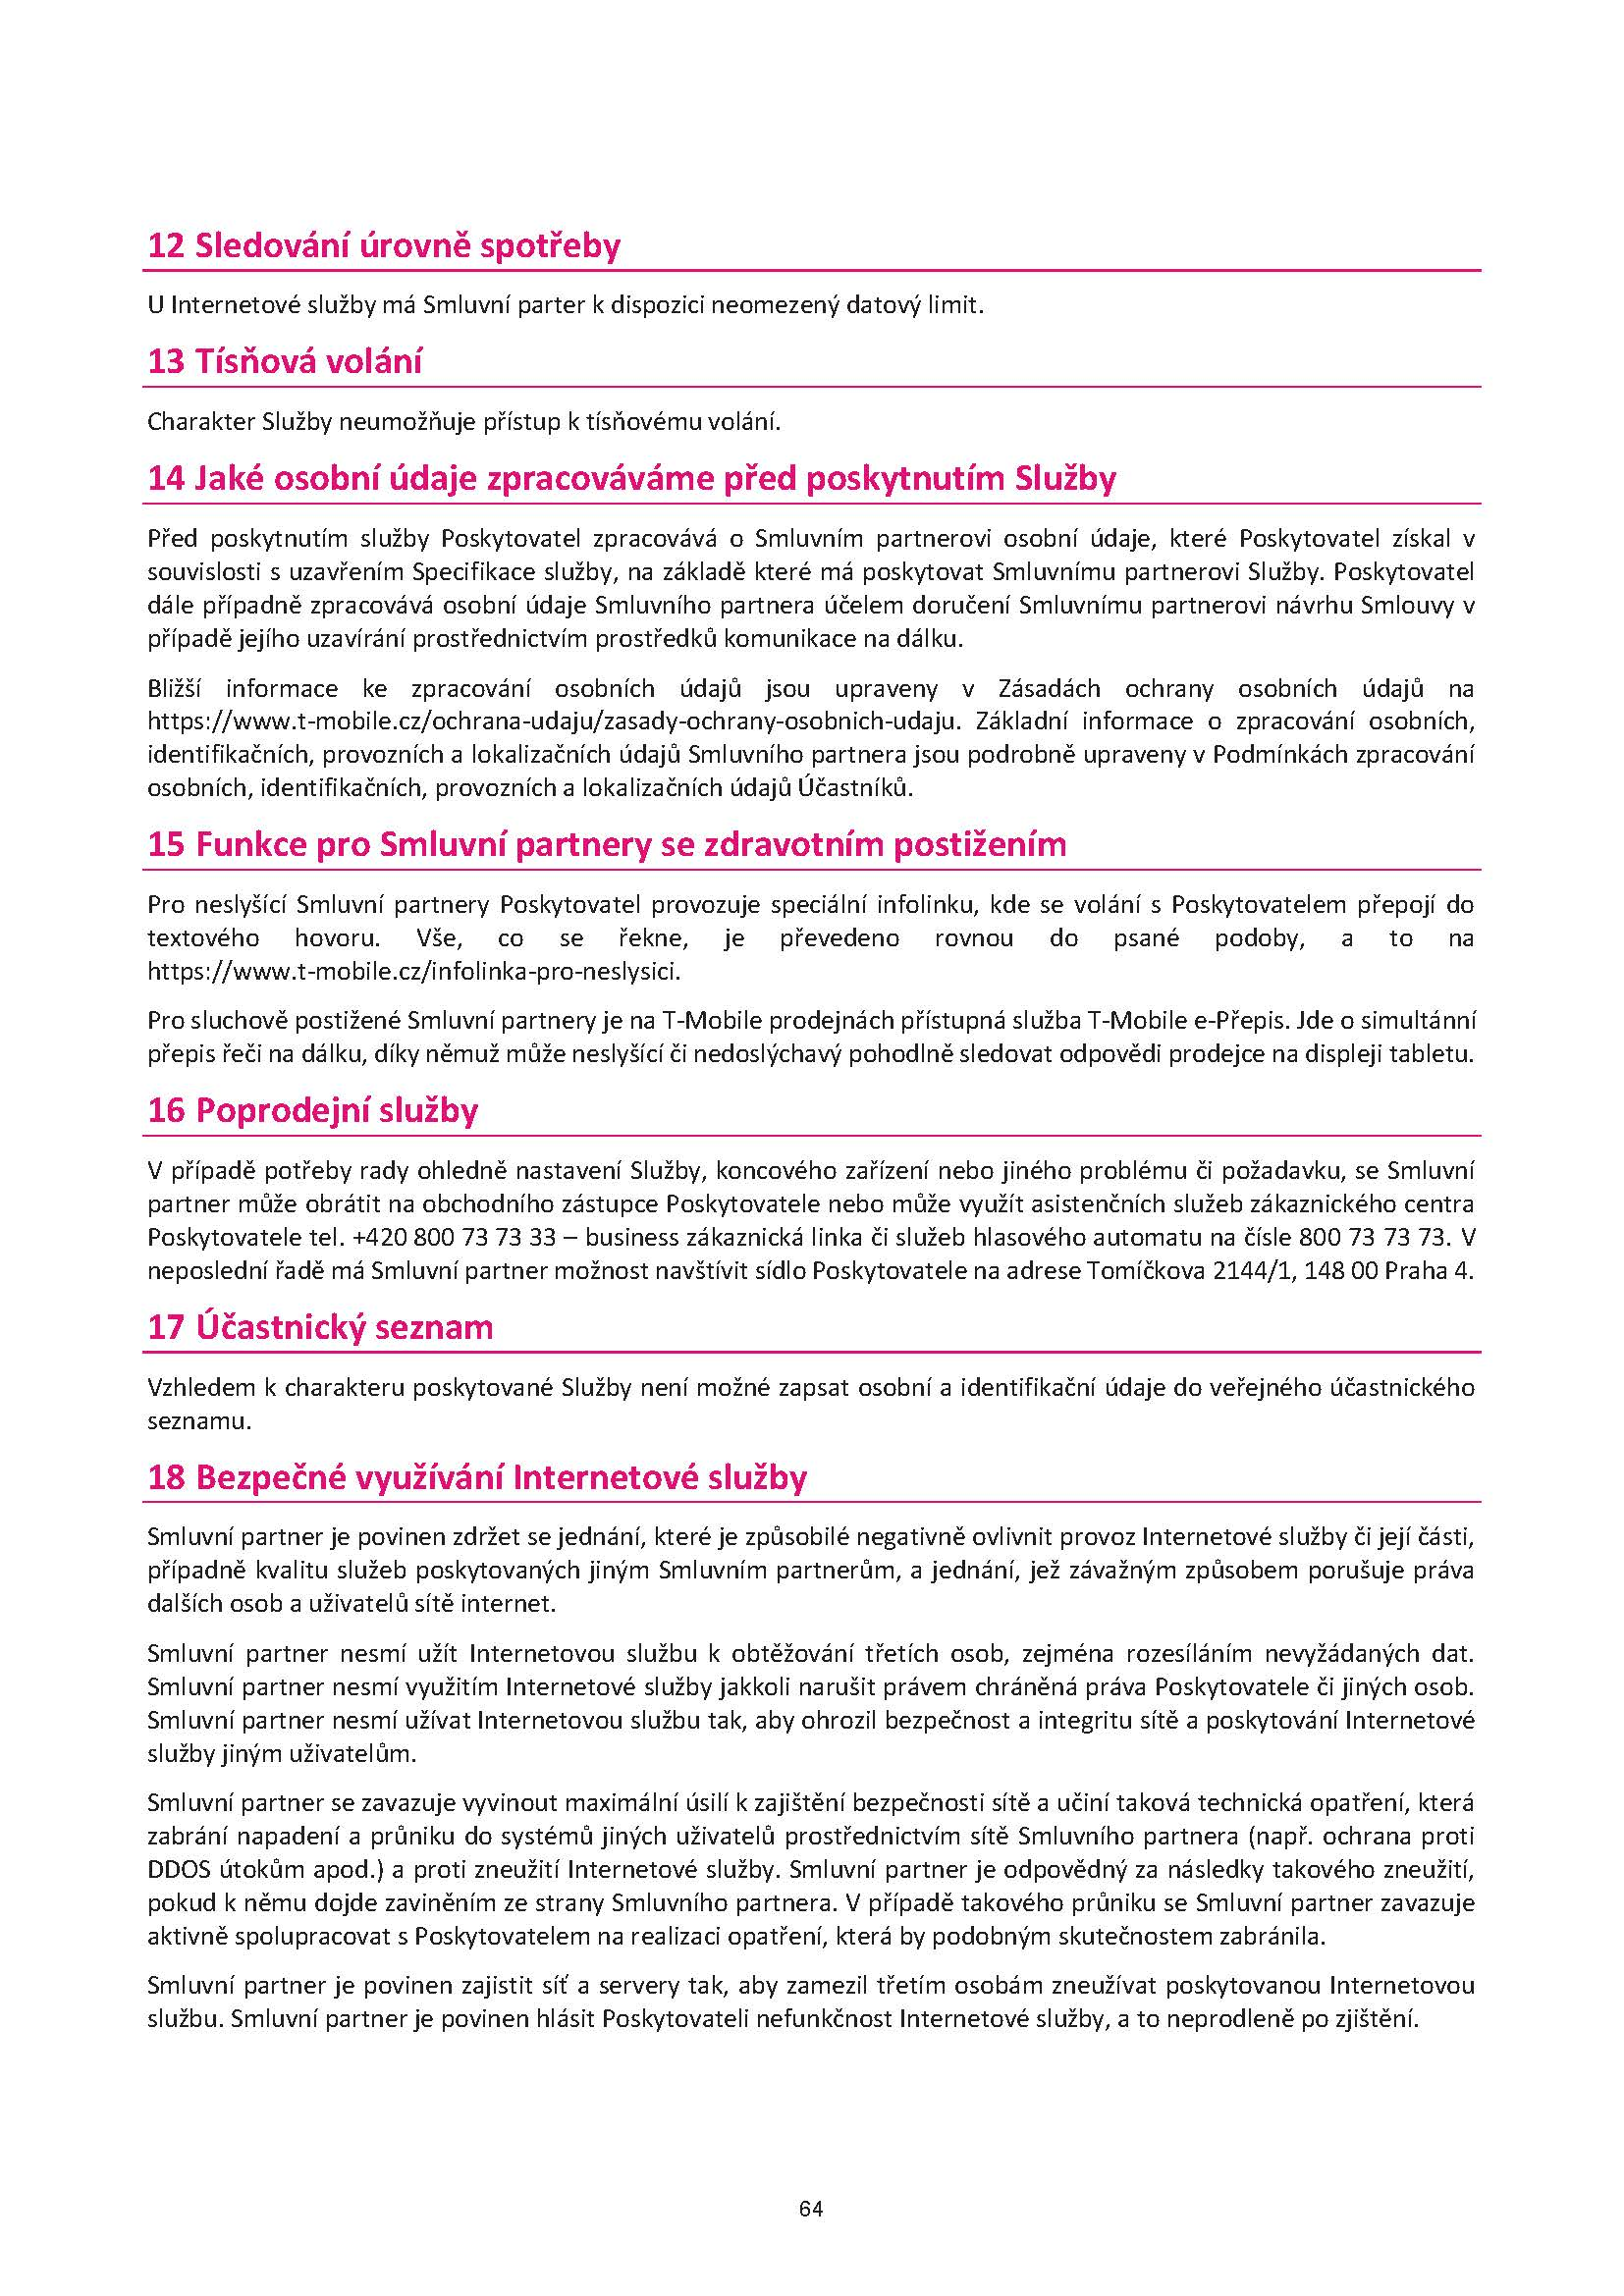 12 Sledování úrovně spotřeby
U Internetové služby má Smluvní parter k dispozici neomezený datový limit.
13 Tísňová volání
Charakter Služby neumožňuje přístup k tísňovému volání.
14 Jaké osobní údaje zpracováváme před poskytnutím Služby
Před poskytnutím služby Poskytovatel zpracovává o Smluvním partnerovi osobní údaje, které Poskytovatel získal v
souvislosti s uzavřením Specifikace služby, na základě které má poskytovat Smluvnímu partnerovi Služby. Poskytovatel
dále případně zpracovává osobní údaje Smluvního partnera účelem doručení Smluvnímu partnerovi návrhu Smlouvy v
případě jejího uzavírání prostřednictvím prostředků komunikace na dálku.
Bližší informace ke zpracování osobních údajů jsou upraveny v Zásadách ochrany osobních údajů na
https://www.t-mobile.cz/ochrana-udaju/zasady-ochrany-osobnich-udaju. Základní informace o zpracování osobních,
identifikačních, provozních a lokalizačních údajů Smluvního partnera jsou podrobně upraveny v Podmínkách zpracování
osobních, identifikačních, provozních a lokalizačních údajů Účastníků.
15 Funkce pro Smluvní partnery se zdravotním postižením
Pro neslyšící Smluvní partnery Poskytovatel provozuje speciální infolinku, kde se volání s Poskytovatelem přepojí do
textového hovoru. Vše, co se řekne, je převedeno rovnou do psané podoby, a to na
https://www.t-mobile.cz/infolinka-pro-neslysici.
Pro sluchově postižené Smluvní partnery je na T-Mobile prodejnách přístupná služba T-Mobile e-Přepis. Jde o simultánní
přepis řeči na dálku, díky němuž může neslyšící či nedoslýchavý pohodlně sledovat odpovědi prodejce na displeji tabletu.
16 Poprodejní služby
V případě potřeby rady ohledně nastavení Služby, koncového zařízení nebo jiného problému či požadavku, se Smluvní
partner může obrátit na obchodního zástupce Poskytovatele nebo může využít asistenčních služeb zákaznického centra
Poskytovatele tel. +420 800 73 73 33 – business zákaznická linka či služeb hlasového automatu na čísle 800 73 73 73. V
neposlední řadě má Smluvní partner možnost navštívit sídlo Poskytovatele na adrese Tomíčkova 2144/1, 148 00 Praha 4.
17 Účastnický seznam
Vzhledem k charakteru poskytované Služby není možné zapsat osobní a identifikační údaje do veřejného účastnického
seznamu.
18 Bezpečné využívání Internetové služby
Smluvní partner je povinen zdržet se jednání, které je způsobilé negativně ovlivnit provoz Internetové služby či její části,
případně kvalitu služeb poskytovaných jiným Smluvním partnerům, a jednání, jež závažným způsobem porušuje práva
dalších osob a uživatelů sítě internet.
Smluvní partner nesmí užít Internetovou službu k obtěžování třetích osob, zejména rozesíláním nevyžádaných dat.
Smluvní partner nesmí využitím Internetové služby jakkoli narušit právem chráněná práva Poskytovatele či jiných osob.
Smluvní partner nesmí užívat Internetovou službu tak, aby ohrozil bezpečnost a integritu sítě a poskytování Internetové
služby jiným uživatelům.
Smluvní partner se zavazuje vyvinout maximální úsilí k zajištění bezpečnosti sítě a učiní taková technická opatření, která
zabrání napadení a průniku do systémů jiných uživatelů prostřednictvím sítě Smluvního partnera (např. ochrana proti
DDOS útokům apod.) a proti zneužití Internetové služby. Smluvní partner je odpovědný za následky takového zneužití,
pokud k němu dojde zaviněním ze strany Smluvního partnera. V případě takového průniku se Smluvní partner zavazuje
aktivně spolupracovat s Poskytovatelem na realizaci opatření, která by podobným skutečnostem zabránila.
Smluvní partner je povinen zajistit síť a servery tak, aby zamezil třetím osobám zneužívat poskytovanou Internetovou
službu. Smluvní partner je povinen hlásit Poskytovateli nefunkčnost Internetové služby, a to neprodleně po zjištění.
64